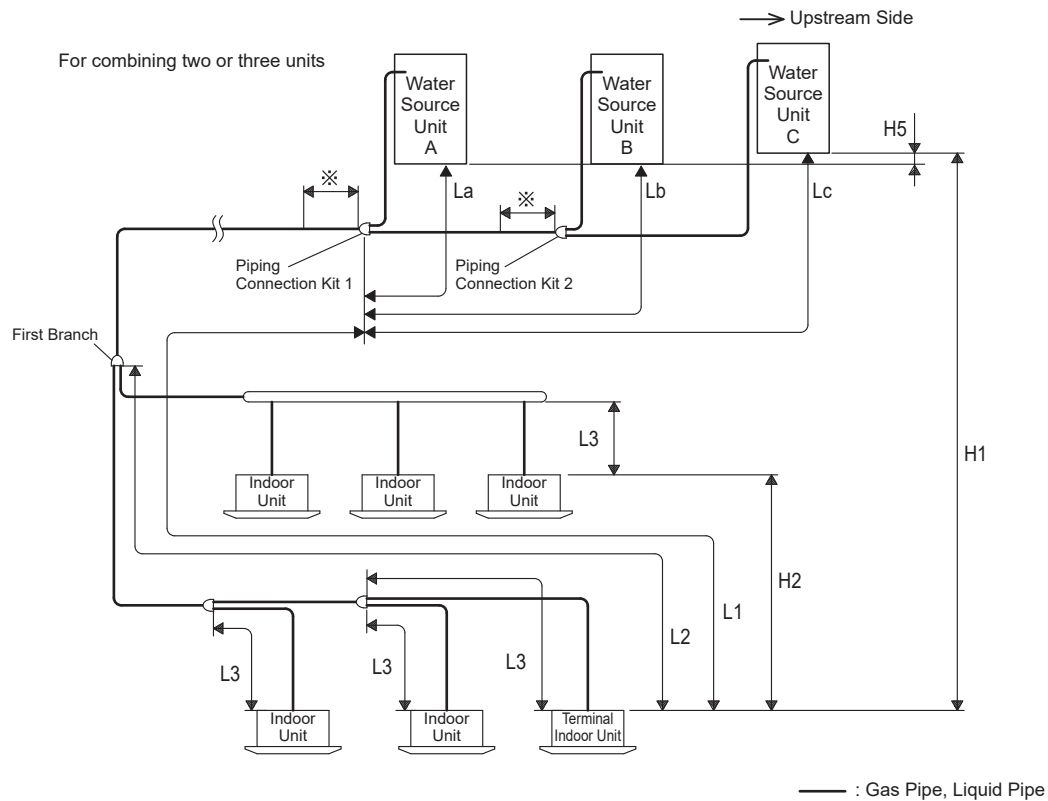 → Upstream Side
For combining two or three units
Water
Source
Unit
A
Water
Source
Unit
B
Water
Source
Unit
C
H5
※
La
※
Lb
Lc
Piping
Connection Kit 1
Piping
Connection Kit 2
First Branch
L3
H1
Indoor
Unit
Indoor
Unit
Indoor
Unit
H2
L1
L2
L3
L3
L3
Indoor
Unit
Indoor
Unit
Terminal
Indoor Unit
: Gas Pipe, Liquid Pipe